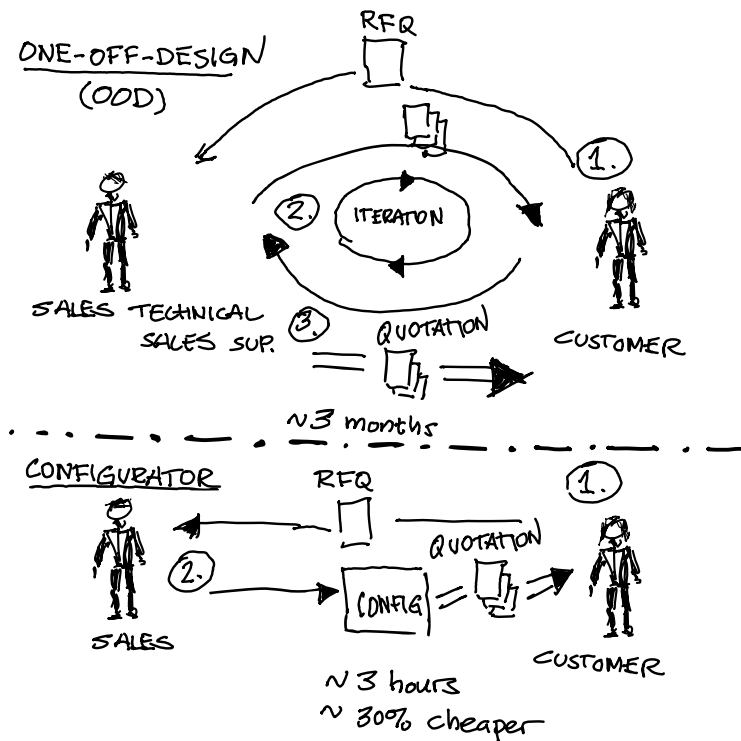 RFQ
ONE-OFF-DESIGN
(OOD)
1.
2.
ITERATON
SALES TECHNICAL
SALES SUP.
3.
QUOTATION
CUSTOMER
~3 months
CONFIGURATOR
RFQ
1.
QUOTATION
2.
CONFIG
SALES
CUSTOMER
~ 3 hours
~ 30% cheaper